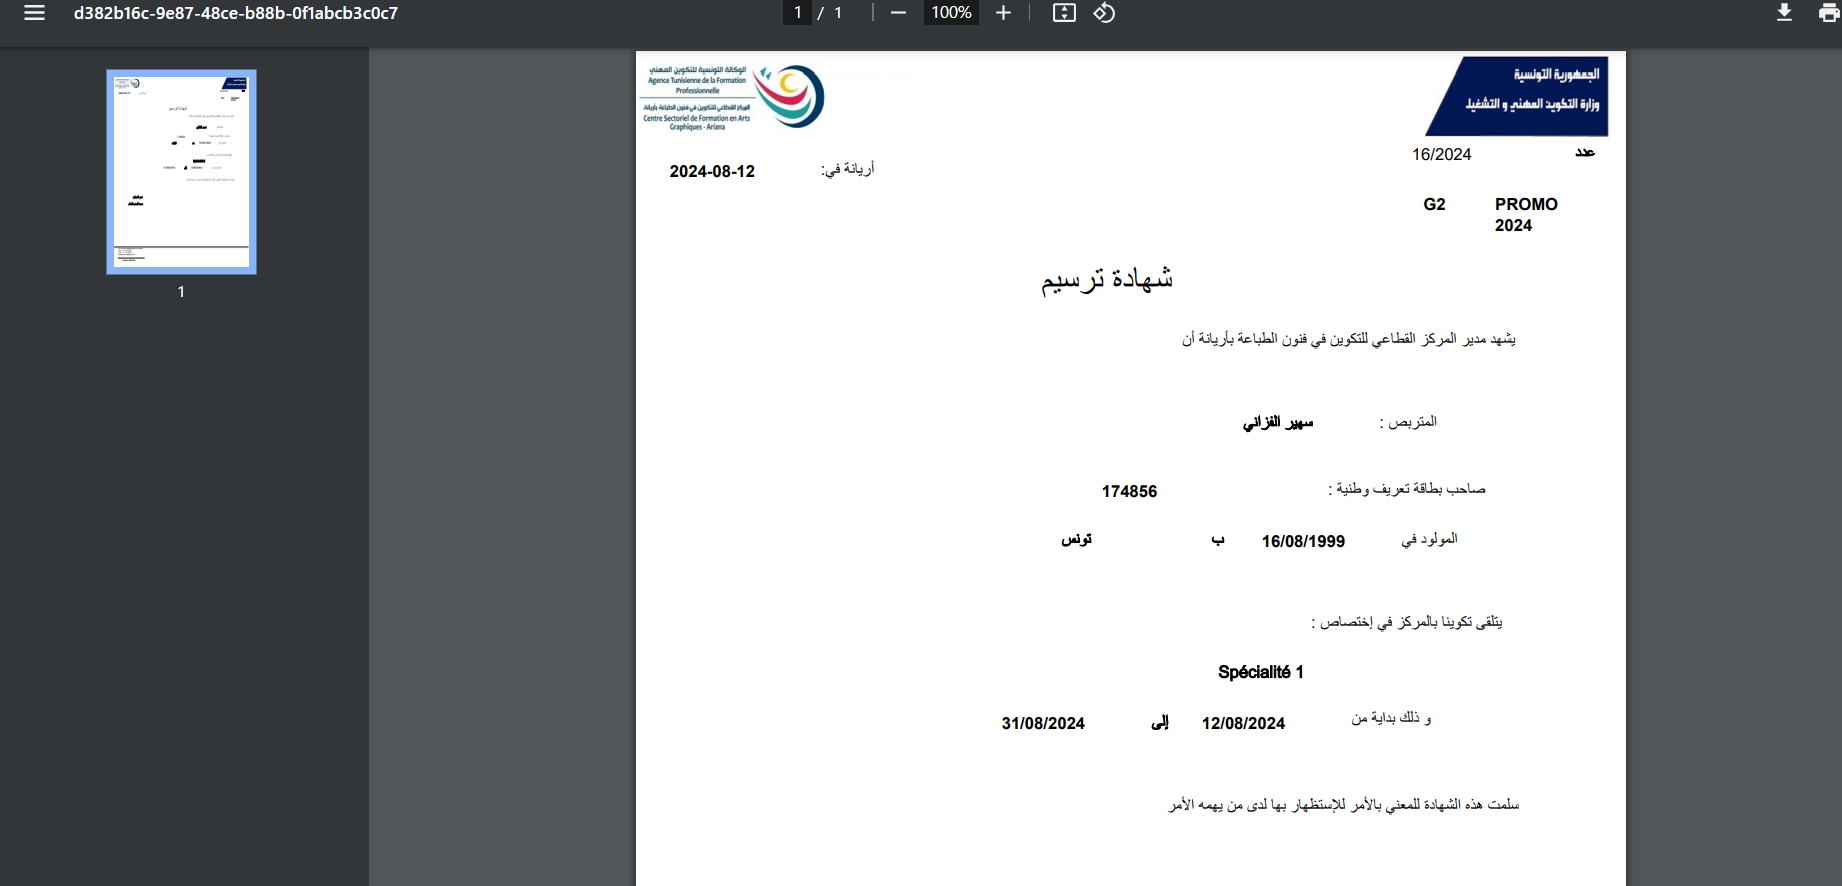 d382b16c-9e87-48ce-b88b-0f1abcb3c0c7
1 / 1
100%
1
الوكالة التونسية للتكوين المهني
Agence Tunisienne de la Formation
Professionnelle
المركز القطاعي للتكوين في فنون الطباعة بأريانة
Centre Sectoriel de Formation en Arts
Graphiques - Ariana
الجمهورية التونسية
وزارة التكوين المهني و التشغيل
عدد 16/2024
أريانة في: 2024-08-12
G2 PROMO
2024
شهادة ترسيم
يشهد مدير المركز القطاعي للتكوين في فنون الطباعة بأريانة أن
المتربص : سهير الفزاني
صاحب بطاقة تعريف وطنية : 174856
المولود في 16/08/1999 ب تونس
يتلقى تكوينا بالمركز في إختصاص :
Spécialité 1
و ذلك بداية من 12/08/2024 إلى 31/08/2024
سلمت هذه الشهادة للمعني بالأمر للإستظهار بها لدى من يهمه الأمر